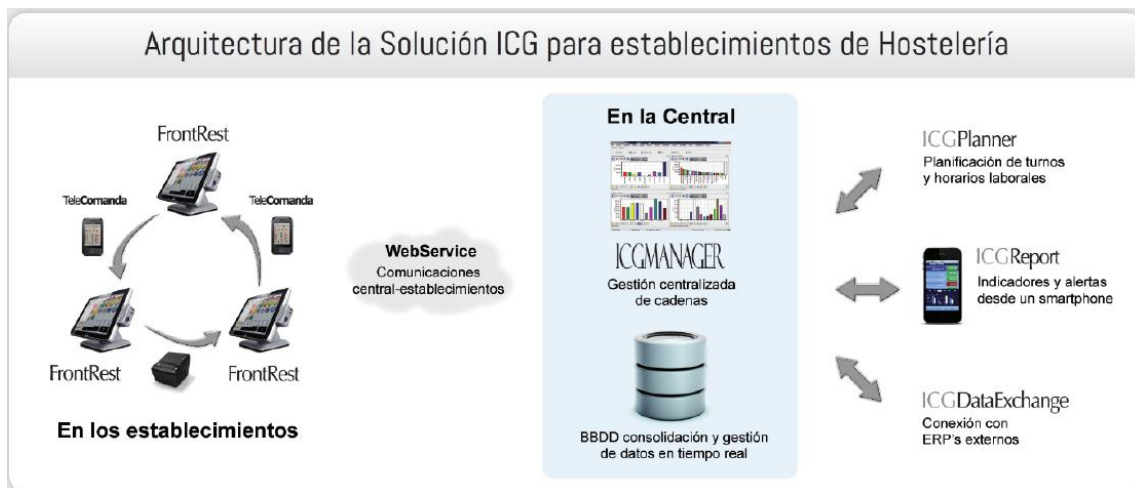 Arquitectura de la Solución ICG para establecimientos de Hostelería
FrontRest
TeleComanda
TeleComanda
FrontRest
FrontRest
En los establecimientos
WebService
Comunicaciones
central-establecimientos
En la Central
ICGMANAGER
Gestión centralizada
de cadenas
BBDD consolidación y gestión
de datos en tiempo real
ICGPlanner
Planificación de turnos
y horarios laborales
ICGReport
Indicadores y alertas
desde un smartphone
ICGDataExchange
Conexión con
ERP's externos